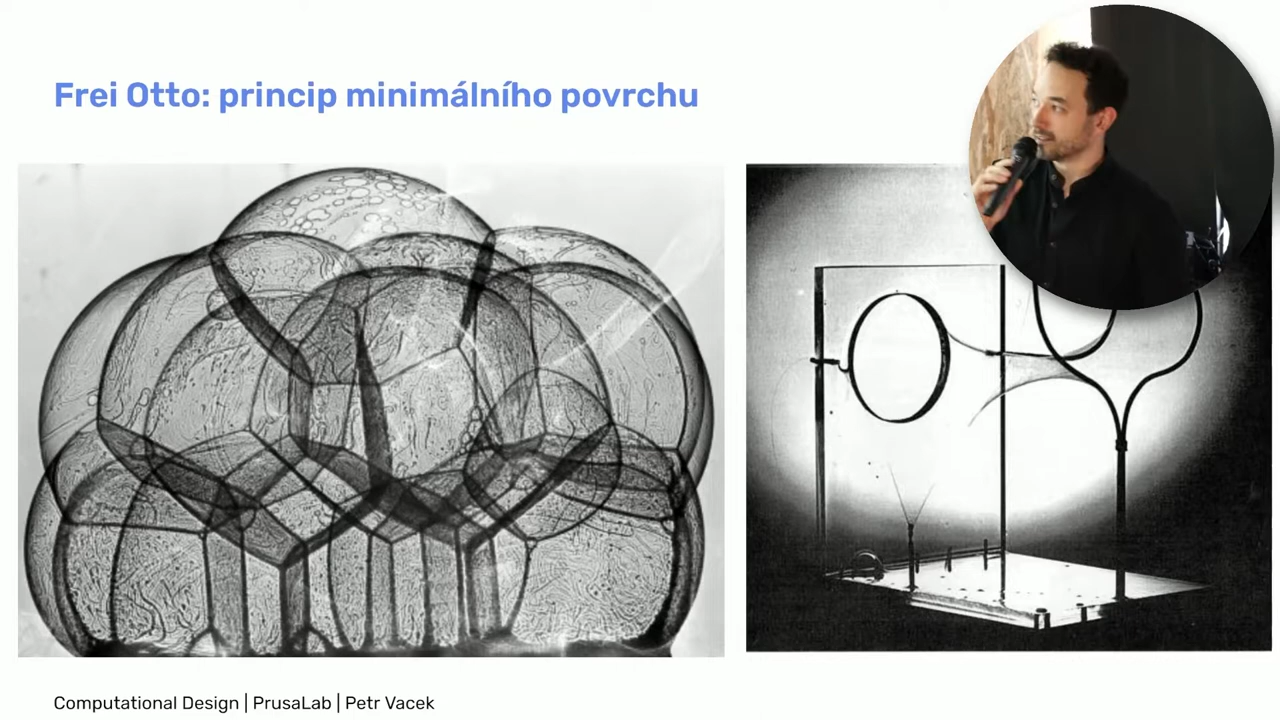 Frei Otto: princip minimálního povrchu
Computational Design | PrusaLab | Petr Vacek